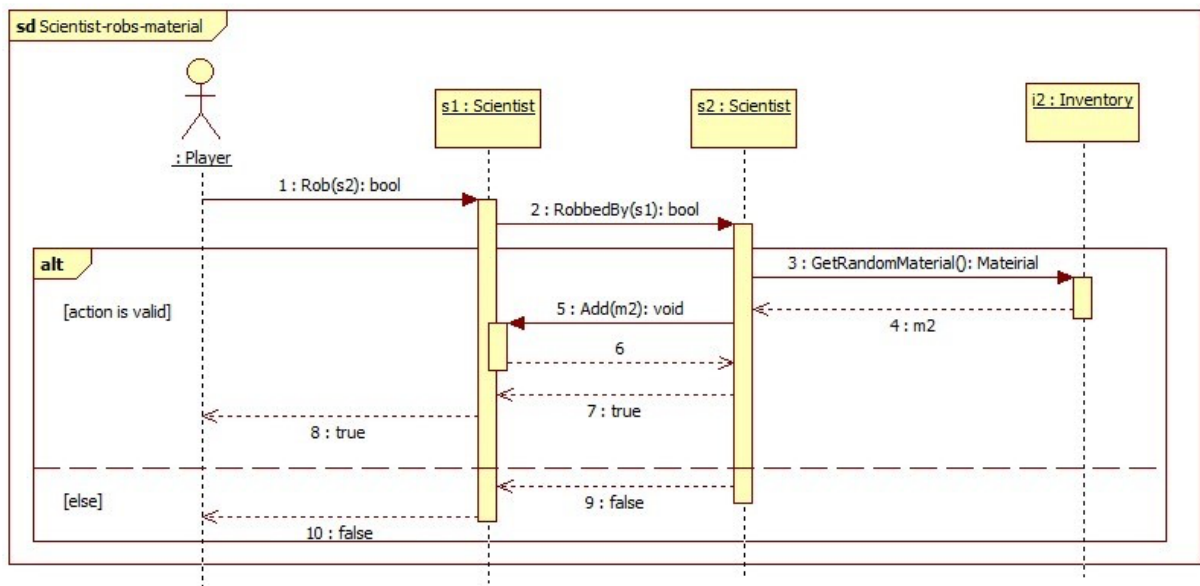 sd Scientist-robs-material
s1 : Scientist
s2 : Scientist
i2 : Inventory
: Player
1 : Rob(s2): bool
2 : RobbedBy(s1): bool
alt
3 : GetRandomMaterial(): Mateirial
[action is valid]
5 : Add(m2): void
4 : m2
6
7 : true
8 : true
[else]
9 : false
10 : false